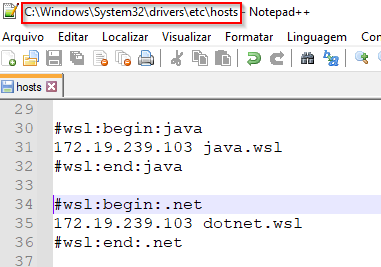 C:\Windows\System32\drivers\etc\hosts - Notepad++
Arquivo Editar Localizar Visualizar Formatar Linguagem Config
hosts
29
30 #wsl:begin:java
31 172.19.239.103 java.wsl
32 #wsl:end:java
33
34 #wsl:begin:.net
35 172.19.239.103 dotnet.wsl
36 #wsl:end:.net